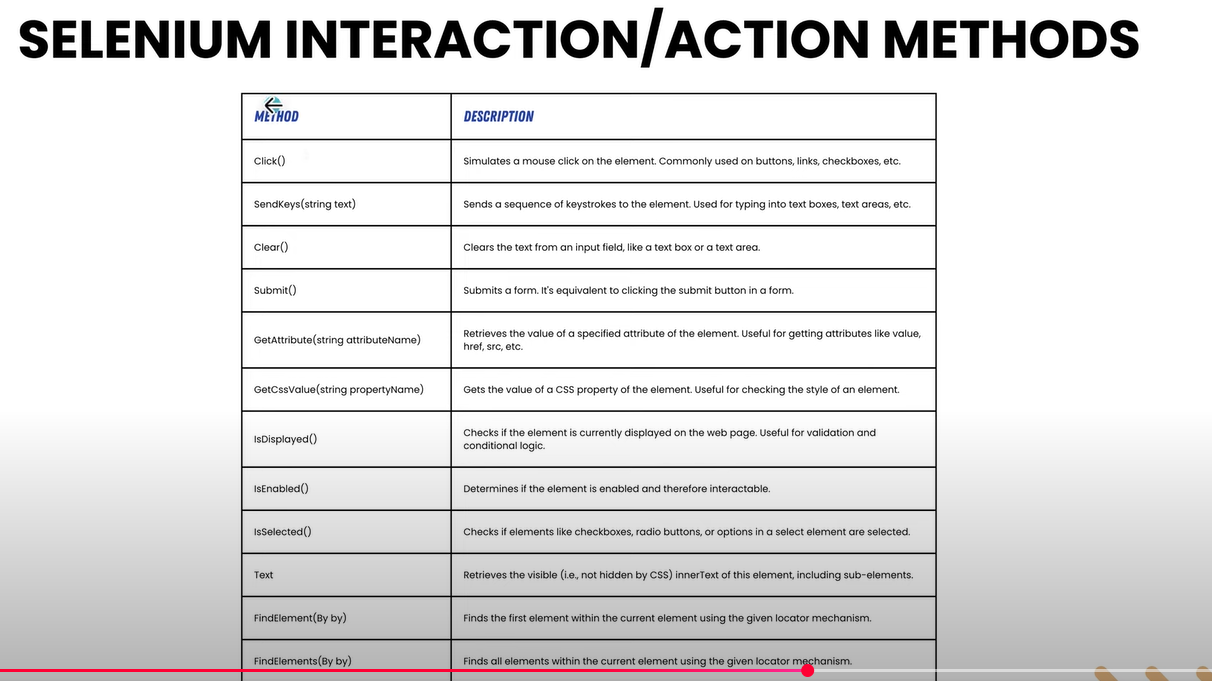 SELENIUM INTERACTION/ACTION METHODS
METHOD
DESCRIPTION
Click()
Simulates a mouse click on the element. Commonly used on buttons, links, checkboxes, etc.
SendKeys(string text)
Sends a sequence of keystrokes to the element. Used for typing into text boxes, text areas, etc.
Clear()
Clears the text from an input field, like a text box or a text area.
Submit()
Submits a form. It's equivalent to clicking the submit button in a form.
GetAttribute(string attributeName)
Retrieves the value of a specified attribute of the element. Useful for getting attributes like value,
href, src, etc.
GetCssValue(string propertyName)
Gets the value of a CSS property of the element. Useful for checking the style of an element.
IsDisplayed()
Checks if the element is currently displayed on the web page. Useful for validation and
conditional logic.
IsEnabled()
Determines if the element is enabled and therefore interactable.
IsSelected()
Checks if elements like checkboxes, radio buttons, or options in a select element are selected.
Text
Retrieves the visible (i.e., not hidden by CSS) innerText of this element, including sub-elements.
FindElement(By by)
Finds the first element within the current element using the given locator mechanism.
FindElements(By by)
Finds all elements within the current element using the given locator mechanism.